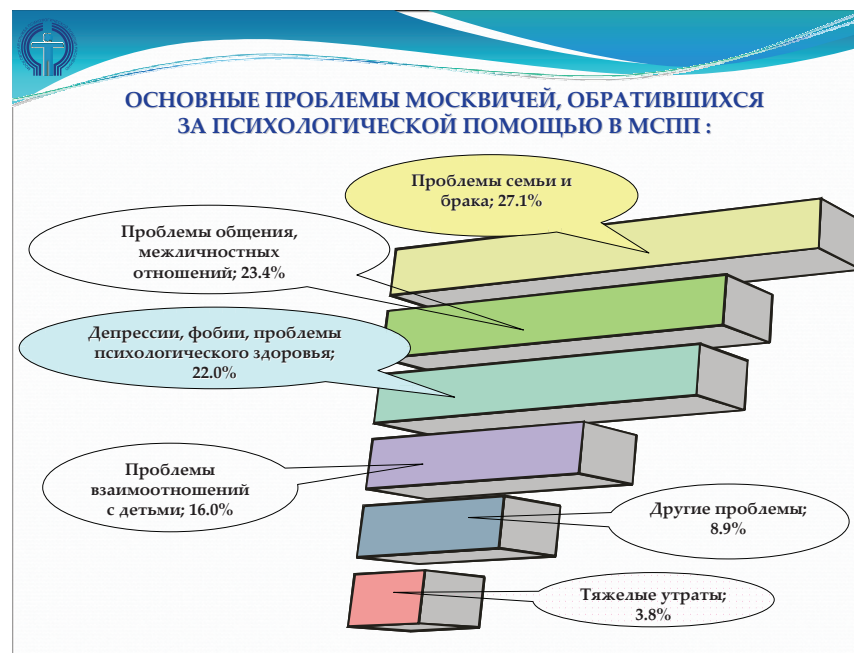 ОСНОВНЫЕ ПРОБЛЕМЫ МОСКВИЧЕЙ, ОБРАТИВШИХСЯ
ЗА ПСИХОЛОГИЧЕСКОЙ ПОМОЩЬЮ В МСПП :
Проблемы семьи и
брака; 27.1%
Проблемы общения,
межличностных
отношений; 23.4%
Депрессии, фобии, проблемы
психологического здоровья;
22.0%
Проблемы
взаимоотношений
с детьми; 16.0%
Другие проблемы;
8.9%
Тяжелые утраты;
3.8%